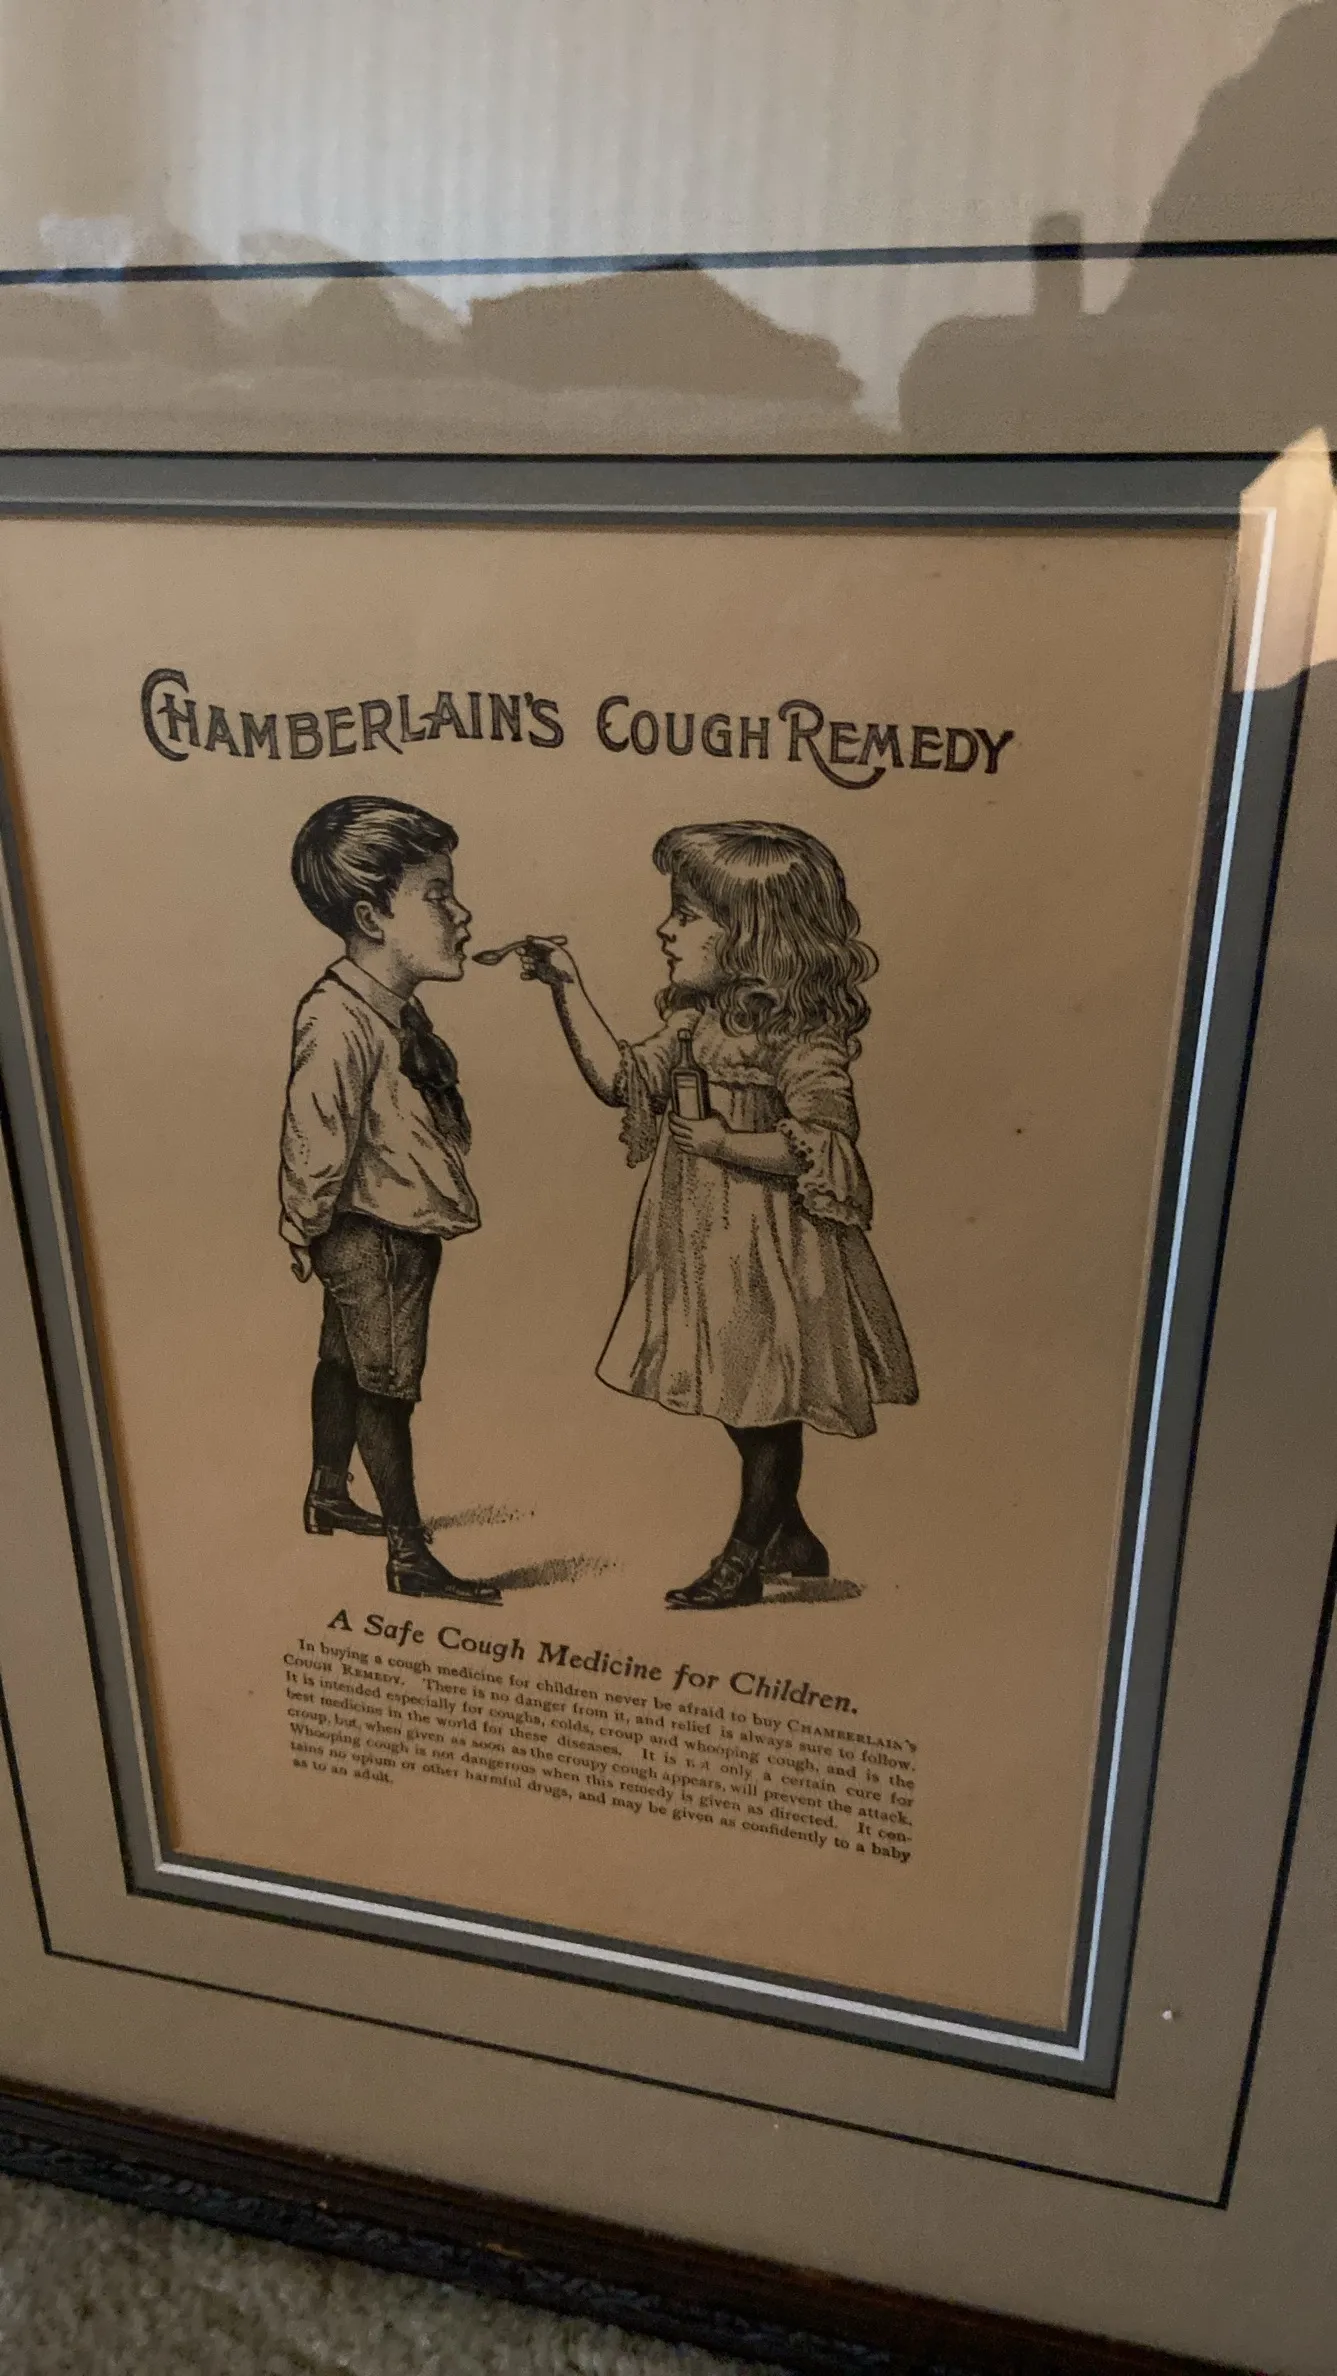 CHAMBERLAIN'S COUGH REMEDY
A Safe Cough Medicine for Children.
In buying a cough medicine for children never be afraid to buy CHAMBERLAIN'S
COUGH REMEDY. There is no danger from it, and relief is always sure to follow.
It is intended especially for coughs, colds, croup and whooping cough, and is the
best medicine in the world for these diseases. It is not only a certain cure for
croup, but, when given as soon as the croupy cough appears, will prevent the attack.
Whooping cough is not dangerous when this remedy is given as directed. It con-
tains no opium or other harmful drugs, and may be given as confidently to a baby
as to an adult.